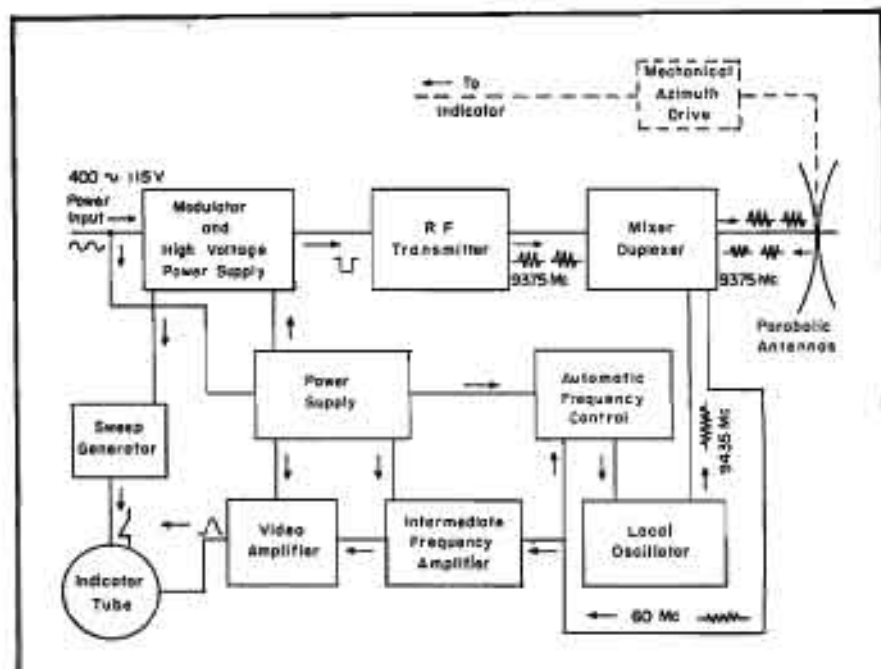 To
Indicator
Mechanical
Azimuth
Drive
400 ~ 115V
Power
Input
Modulator
and
High Voltage
Power Supply
R F
Transmitter
Mixer
Duplexer
9375 Mc
9375 Mc
Parabolic
Antennas
Power
Supply
Automatic
Frequency
Control
9435 Mc
Sweep
Generator
Video
Amplifier
Intermediate
Frequency
Amplifier
Local
Oscillator
Indicator
Tube
60 Mc